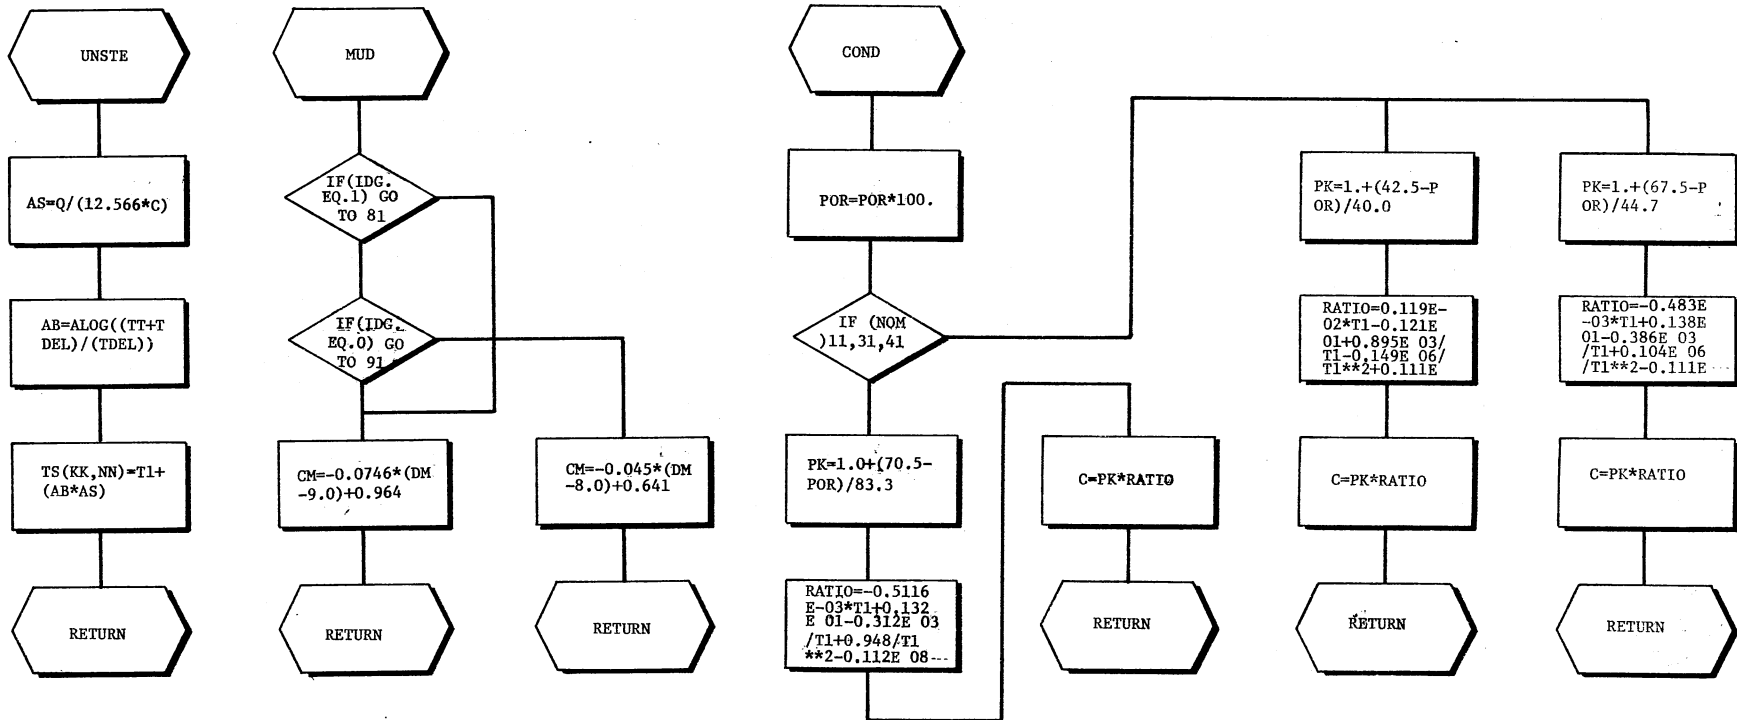 UNSTE
AS=Q/(12.566*C)
AB=ALOG((TT+T
DEL)/(TDEL))
TS(KK,NN)=T1+
(AB*AS)
RETURN
MUD
IF(IDG.
EQ.1) GO
TO 81
IF(IDG.
EQ.0) GO
TO 91
CM=-0.0746*(DM
-9.0)+0.964
RETURN
CM=-0.045*(DM
-8.0)+0.641
RETURN
COND
POR=POR*100.
IF (NOM
)11,31,41
PK=1.0+(70.5-
POR)/83.3
RATIO=-0.5116
E-03*T1+0.132
E 01-0.312E 03
/T1+0.948/T1
**2-0.112E 08---
C=PK*RATIO
RETURN
PK=1.+(42.5-P
OR)/40.0
RATIO=0.119E-
02*T1-0.121E
01+0.895E 03/
T1-0.149E 06/
T1**2+0.111E
C=PK*RATIO
RETURN
PK=1.+(67.5-P
OR)/44.7
RATIO=-0.483E
-03*T1+0.138E
01-0.386E 03
/T1+0.104E 06
/T1**2-0.111E---
C=PK*RATIO
RETURN